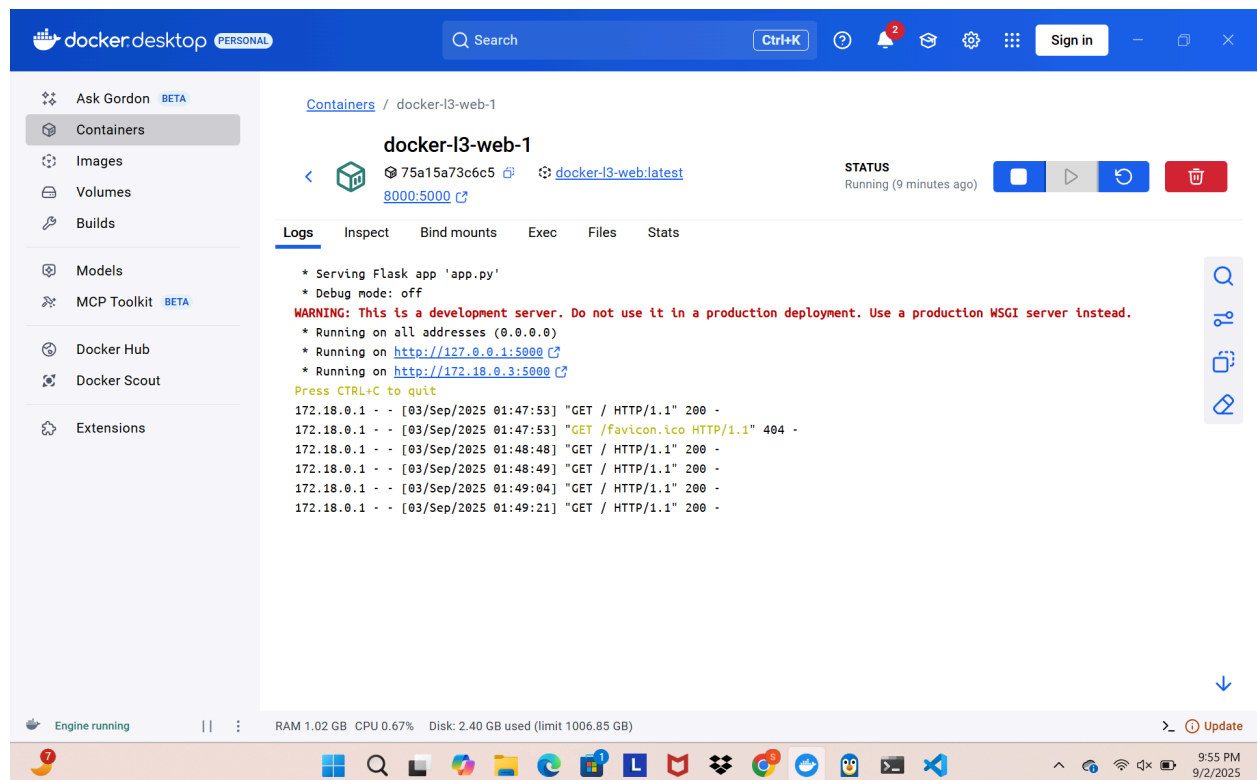 docker.desktop PERSONAL
Search
Ctrl+K
2
Sign in
Ask Gordon BETA
Containers
Images
Volumes
Builds
Models
MCP Toolkit BETA
Docker Hub
Docker Scout
Extensions
Containers / docker-l3-web-1
docker-l3-web-1
75a15a73c6c5 docker-l3-web:latest
8000:5000
STATUS
Running (9 minutes ago)
Logs Inspect Bind mounts Exec Files Stats
* Serving Flask app 'app.py'
* Debug mode: off
WARNING: This is a development server. Do not use it in a production deployment. Use a production WSGI server instead.
* Running on all addresses (0.0.0.0)
* Running on http://127.0.0.1:5000
* Running on http://172.18.0.3:5000
Press CTRL+C to quit
172.18.0.1 - - [03/Sep/2025 01:47:53] "GET / HTTP/1.1" 200 -
172.18.0.1 - - [03/Sep/2025 01:47:53] "GET /favicon.ico HTTP/1.1" 404 -
172.18.0.1 - - [03/Sep/2025 01:48:48] "GET / HTTP/1.1" 200 -
172.18.0.1 - - [03/Sep/2025 01:48:49] "GET / HTTP/1.1" 200 -
172.18.0.1 - - [03/Sep/2025 01:49:04] "GET / HTTP/1.1" 200 -
172.18.0.1 - - [03/Sep/2025 01:49:21] "GET / HTTP/1.1" 200 -
Engine running
RAM 1.02 GB CPU 0.67% Disk: 2.40 GB used (limit 1006.85 GB)
>_ Update
7
1
L
S
9:55 PM
9/2/2025